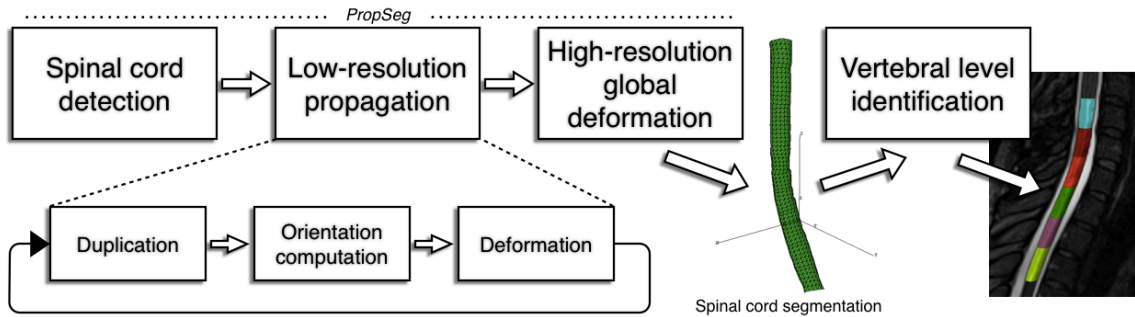 PropSeg
Spinal cord
detection
Low-resolution
propagation
High-resolution
global
deformation
Vertebral level
identification
Duplication
Orientation
computation
Deformation
Spinal cord segmentation